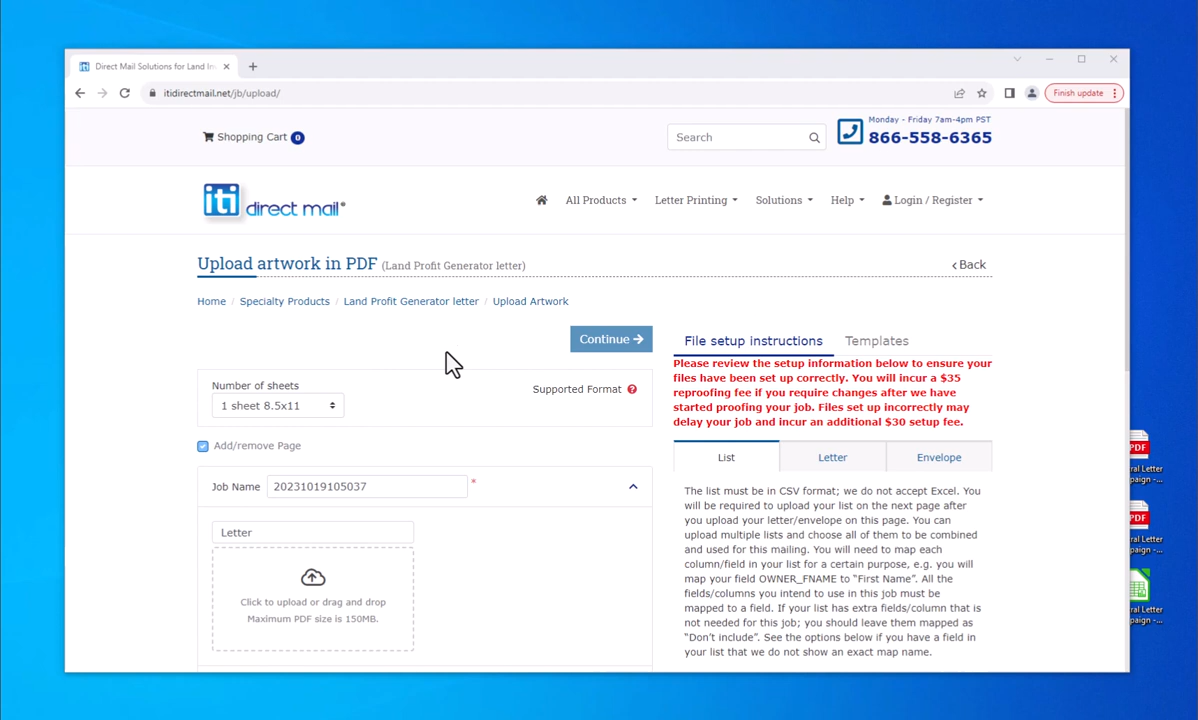 Direct Mail Solutions for Land In
itidirectmail.net/jb/upload/
Finish update
Shopping Cart 0
Search
Monday - Friday 7am-4pm PST
866-558-6365
iti direct mail®
All Products
Letter Printing
Solutions
Help
Login / Register
Upload artwork in PDF (Land Profit Generator letter)
Back
Home / Specialty Products / Land Profit Generator letter / Upload Artwork
Continue
Number of sheets
1 sheet 8.5x11
Supported Format ?
Add/remove Page
Job Name 20231019105037 *
Letter
Click to upload or drag and drop
Maximum PDF size is 150MB.
File setup instructions
Templates
Please review the setup information below to ensure your
files have been set up correctly. You will incur a $35
reproofing fee if you require changes after we have
started proofing your job. Files set up incorrectly may
delay your job and incur an additional $30 setup fee.
List
Letter
Envelope
The list must be in CSV format; we do not accept Excel. You
will be required to upload your list on the next page after
you upload your letter/envelope on this page. You can
upload multiple lists and choose all of them to be combined
and used for this mailing. You will need to map each
column/field in your list for a certain purpose, e.g. you will
map your field OWNER_FNAME to “First Name”. All the
fields/columns you intend to use in this job must be
mapped to a field. If your list has extra fields/column that is
not needed for this job; you should leave them mapped as
“Don’t include”. See the options below if you have a field in
your list that we do not show an exact map name.
PDF
ral Letter
paign -...
PDF
ral Letter
paign -...
ral Letter
paign -...